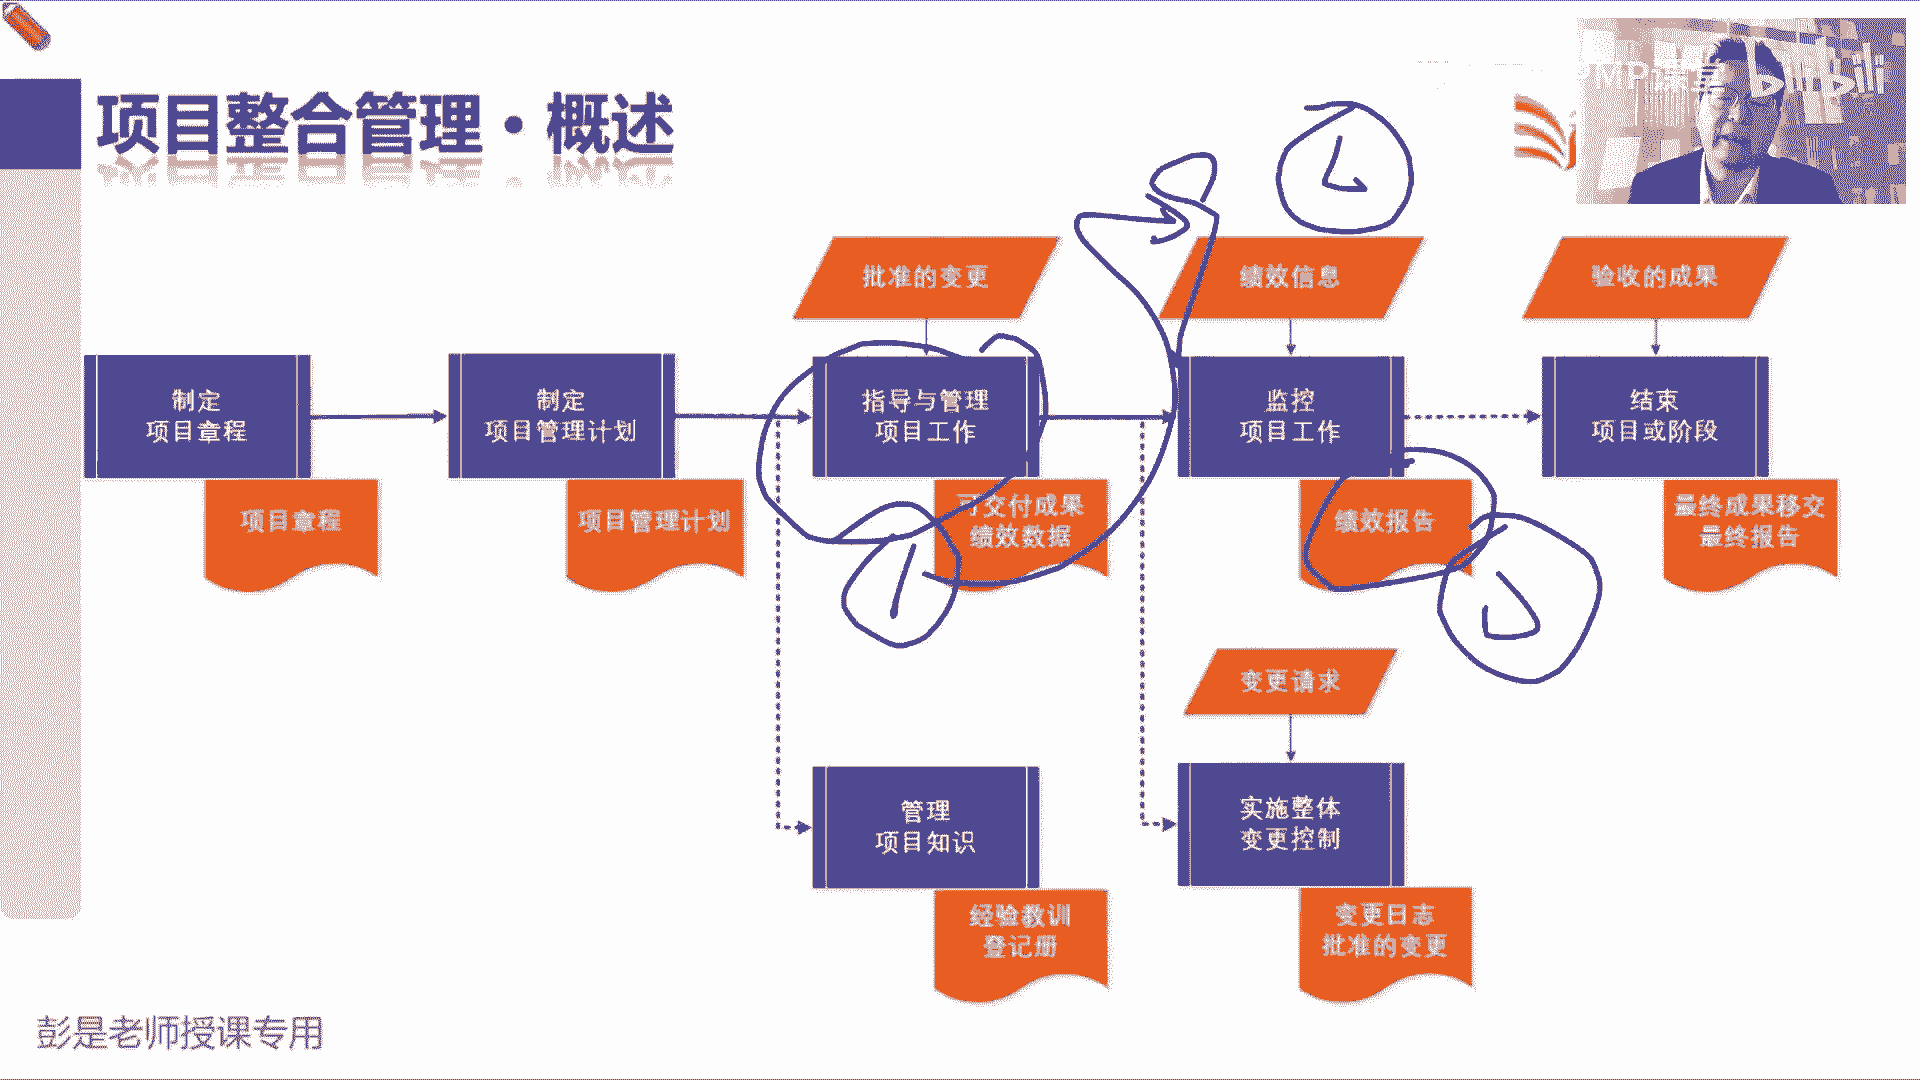 项目整合管理·概述
PMP课堂 bilibili
批准的变更
绩效信息
验收的成果
制定
项目章程
制定
项目管理计划
指导与管理
项目工作
监控
项目工作
结束
项目或阶段
项目章程
项目管理计划
可交付成果
绩效数据
绩效报告
最终成果移交
最终报告
1
变更请求
管理
项目知识
实施整体
变更控制
经验教训
登记册
变更日志
批准的变更
彭是老师授课专用